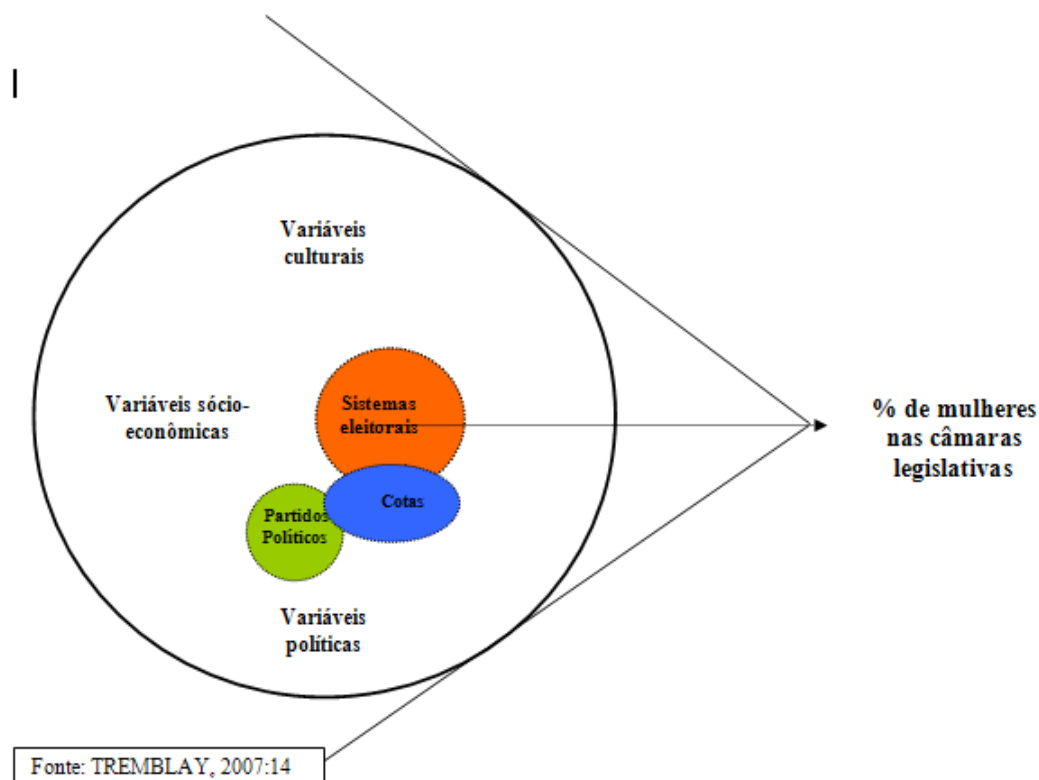 Variáveis
culturais
Variáveis sócio-
econômicas
Sistemas
eleitorais
% de mulheres
nas câmaras
legislativas
Cotas
Partidos
Políticos
Variáveis
políticas
Fonte: TREMBLAY, 2007:14